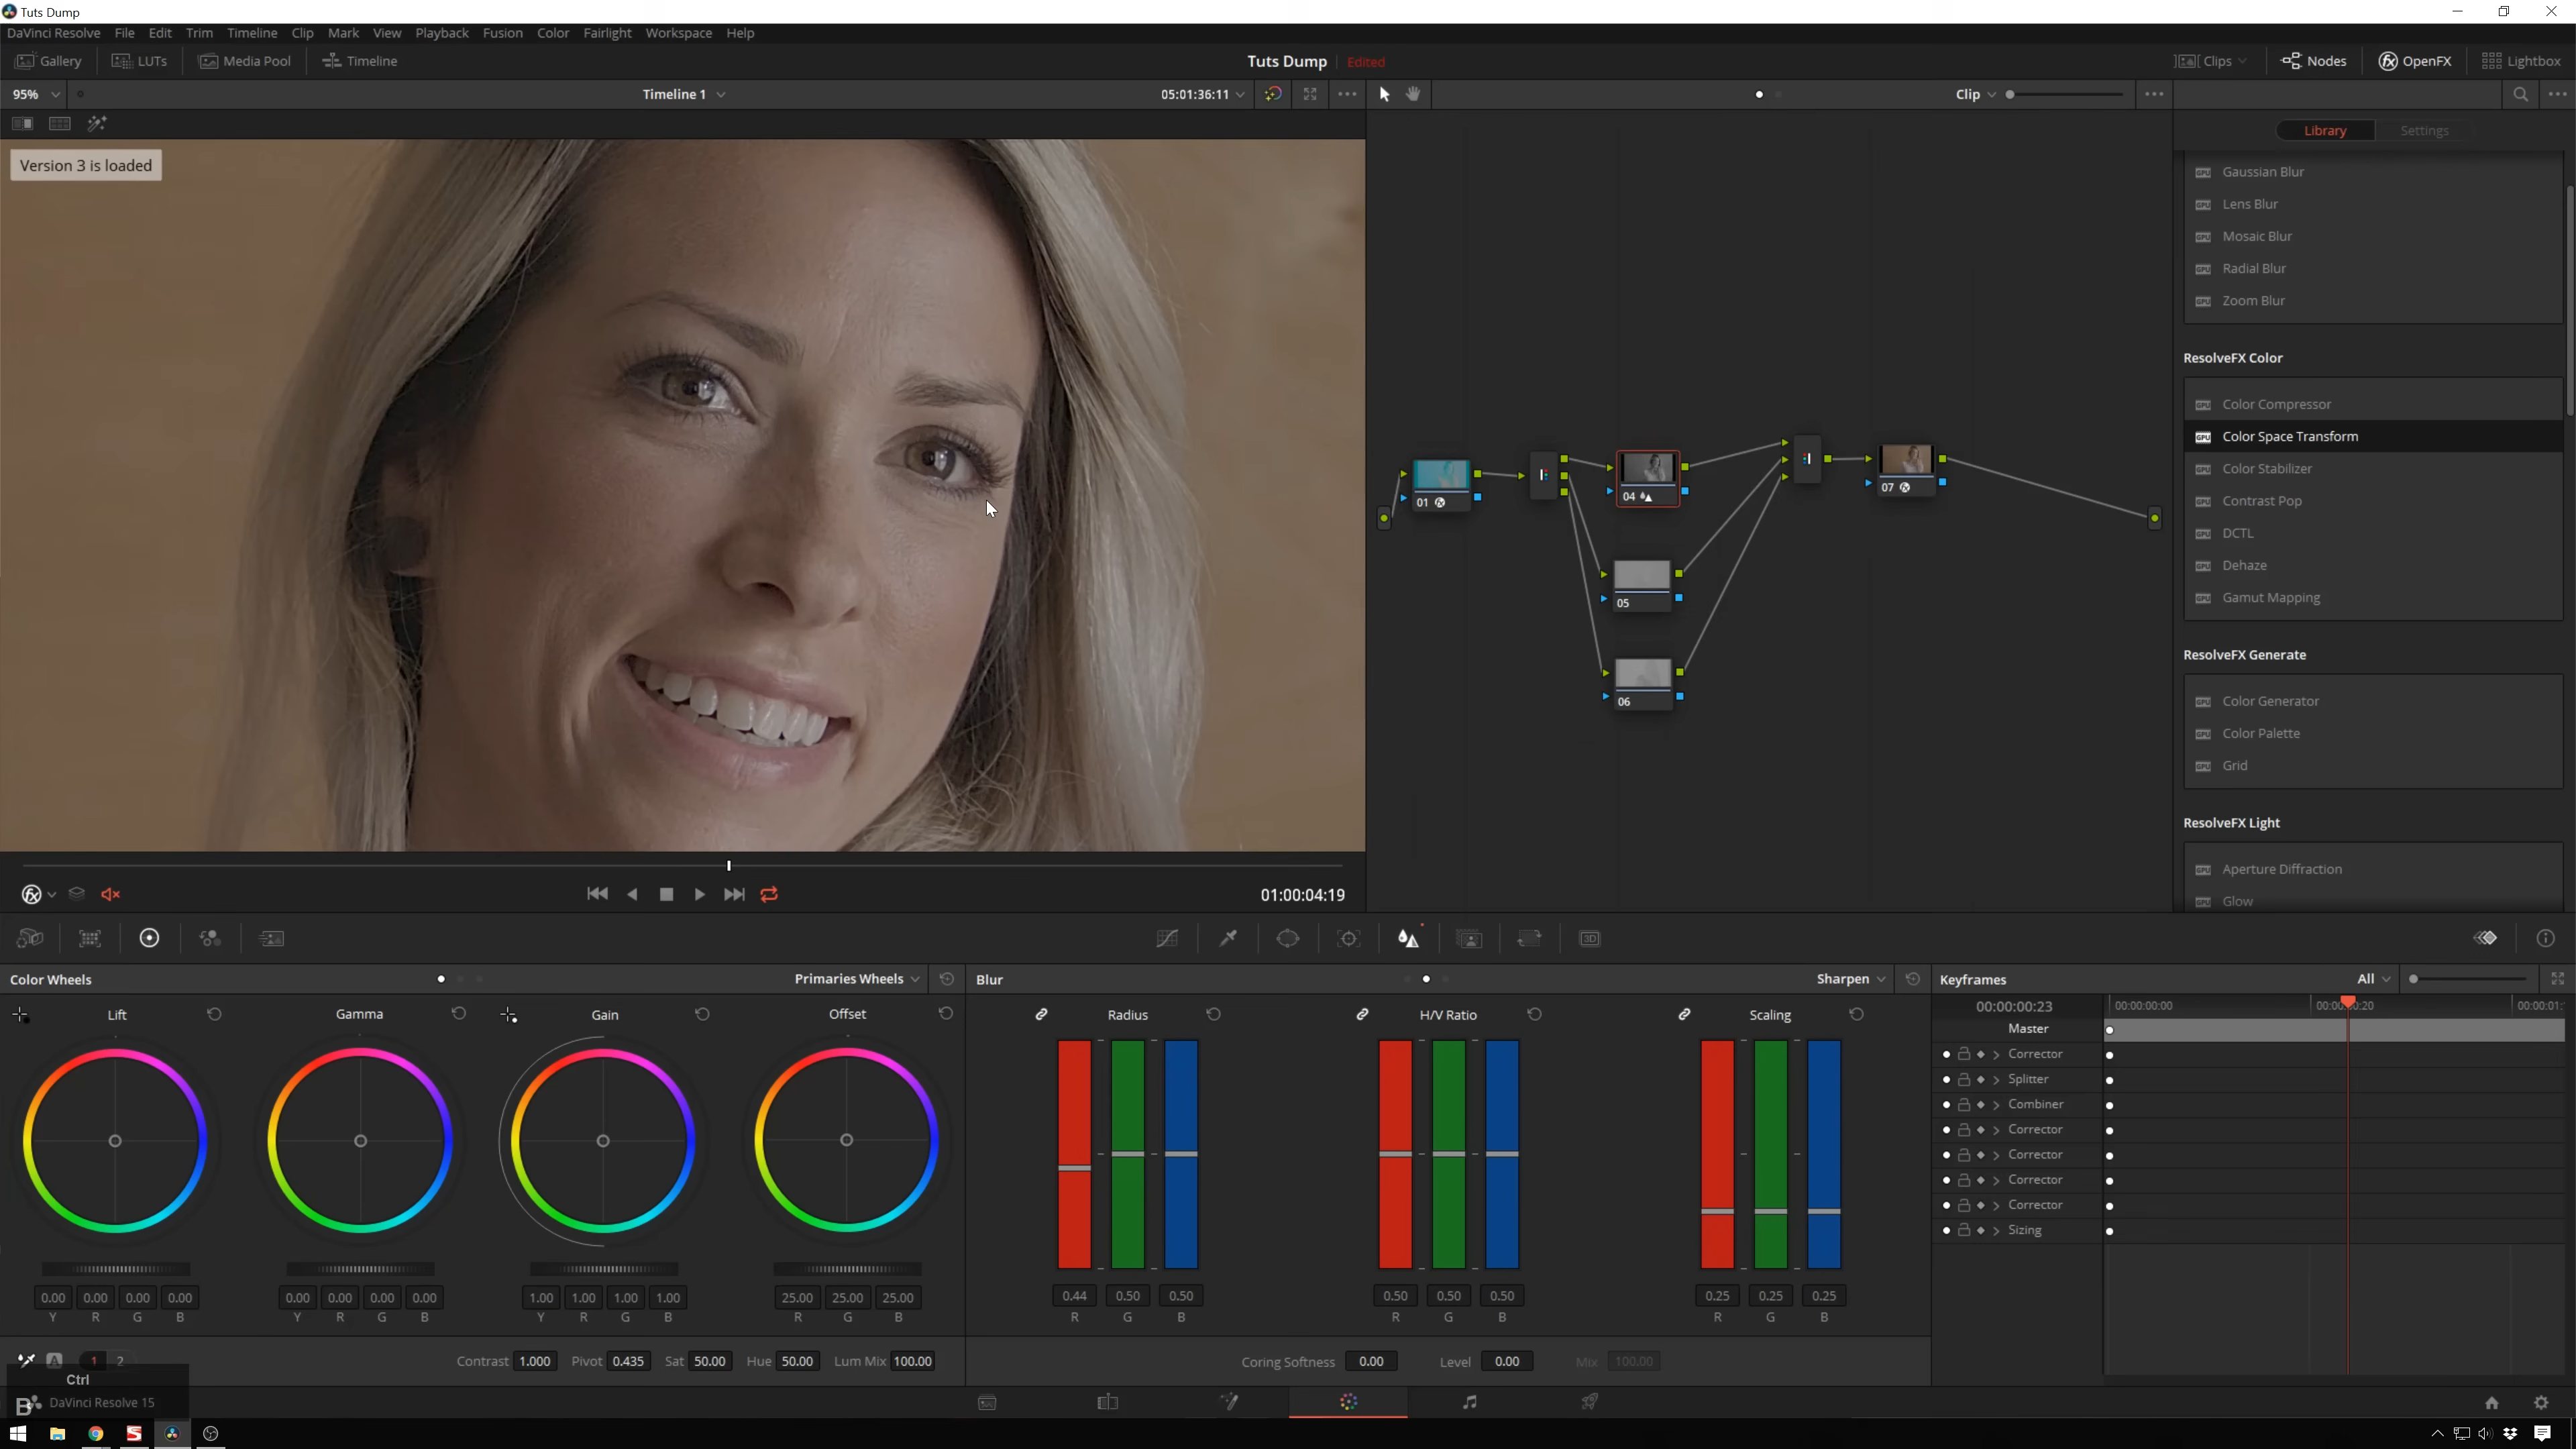 Tuts Dump
DaVinci Resolve File Edit Trim Timeline Clip Mark View Playback Fusion Color Fairlight Workspace Help
Gallery LUTs Media Pool Timeline Tuts Dump Edited Clips Nodes OpenFX Lightbox
95% Timeline 1 05:01:36:11 Clip
Library Settings
Version 3 is loaded
Gaussian Blur
Lens Blur
Mosaic Blur
Radial Blur
Zoom Blur
ResolveFX Color
Color Compressor
Color Space Transform
Color Stabilizer
Contrast Pop
DCTL
Dehaze
Gamut Mapping
ResolveFX Generate
Color Generator
Color Palette
Grid
ResolveFX Light
Aperture Diffraction
Glow
01
04
07
05
06
01:00:04:19
3D
Color Wheels Primaries Wheels
Lift Gamma Gain Offset
0.00 0.00 0.00 0.00 0.00 0.00 0.00 0.00 1.00 1.00 1.00 1.00 25.00 25.00 25.00
Y R G B Y R G B Y R G B R G B
A 1 2 Contrast 1.000 Pivot 0.435 Sat 50.00 Hue 50.00 Lum Mix 100.00
Blur Sharpen
Radius H/V Ratio Scaling
0.44 0.50 0.50 0.50 0.50 0.50 0.25 0.25 0.25
R G B R G B R G B
Coring Softness 0.00 Level 0.00 Mix 100.00
Keyframes All
00:00:00:23 00:00:00:00 00:00:00:20 00:00:01:
Master
Corrector
Splitter
Combiner
Corrector
Corrector
Corrector
Corrector
Sizing
Ctrl
DaVinci Resolve 15